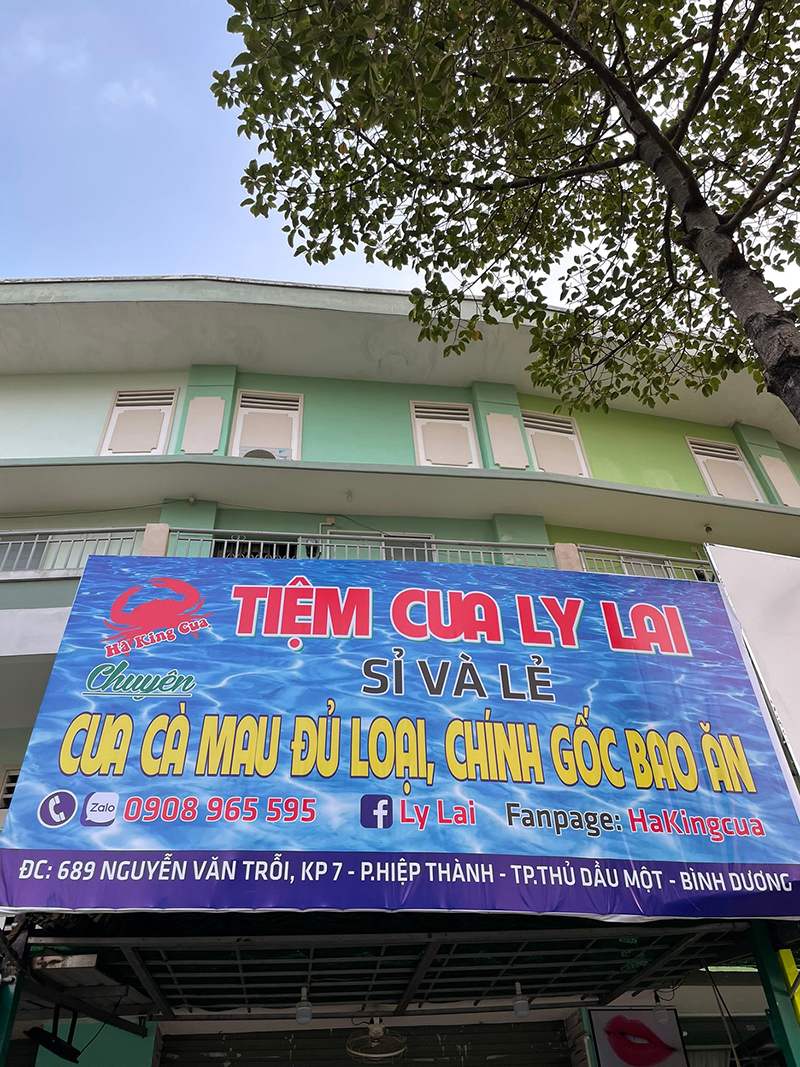 Hà King Cua
TIỆM CUA LY LAI
SỈ VÀ LẺ
Chuyên
CUA CÀ MAU ĐỦ LOẠI, CHÍNH GỐC BAO ĂN
Zalo 0908 965 595 f Ly Lai Fanpage: HaKingcua
ĐC: 689 NGUYỄN VĂN TRỖI, KP 7 - P.HIỆP THÀNH - TP.THỦ DẦU MỘT - BÌNH DƯƠNG